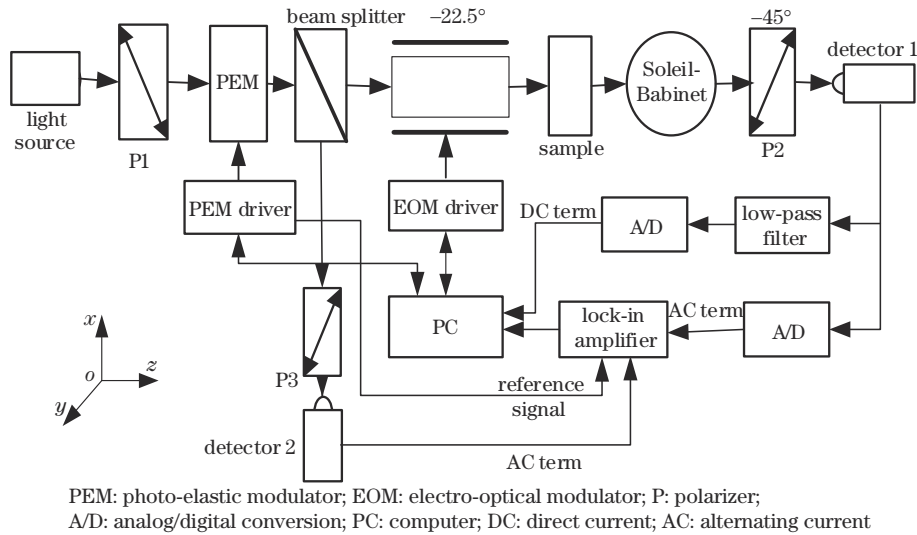 beam splitter
−22.5°
−45°
detector 1
light
source
P1
PEM
Soleil-
Babinet
sample
P2
PEM driver
EOM driver
DC term
A/D
low-pass
filter
PC
lock-in
amplifier
AC term
A/D
x
o
z
y
P3
reference
signal
detector 2
AC term
PEM: photo-elastic modulator; EOM: electro-optical modulator; P: polarizer;
A/D: analog/digital conversion; PC: computer; DC: direct current; AC: alternating current